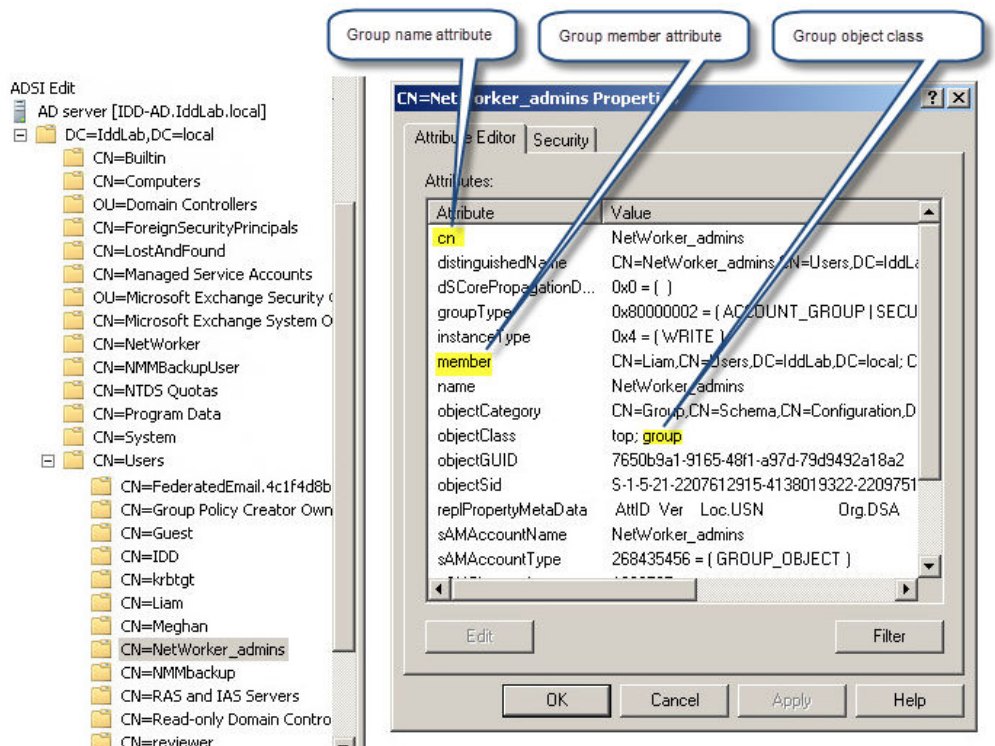 Group name attribute
Group member attribute
Group object class
ADSI Edit
AD server [IDD-AD.IddLab.local]
DC=IddLab,DC=local
CN=Builtin
CN=Computers
OU=Domain Controllers
CN=ForeignSecurityPrincipals
CN=LostAndFound
CN=Managed Service Accounts
OU=Microsoft Exchange Security
CN=Microsoft Exchange System O
CN=NetWorker
CN=NMMBackupUser
CN=NTDS Quotas
CN=Program Data
CN=System
CN=Users
CN=FederatedEmail.4c1f4d8b
CN=Group Policy Creator Own
CN=Guest
CN=IDD
CN=krbtgt
CN=Liam
CN=Meghan
CN=NetWorker_admins
CN=NMMbackup
CN=RAS and IAS Servers
CN=Read-only Domain Contro
CN=reviewer
CN=NetWorker_admins Properties
Attribute Editor Security
Attributes:
Attribute Value
cn NetWorker_admins
distinguishedName CN=NetWorker_admins,CN=Users,DC=IddLa
dSCorePropagationD... 0x0 = ( )
groupType 0x80000002 = ( ACCOUNT_GROUP | SECU
instanceType 0x4 = ( WRITE )
member CN=Liam,CN=Users,DC=IddLab,DC=local; C
name NetWorker_admins
objectCategory CN=Group,CN=Schema,CN=Configuration,D
objectClass top; group
objectGUID 7650b9a1-9165-48f1-a97d-79d9492a18a2
objectSid S-1-5-21-2207612915-4138019322-2209751
replPropertyMetaData AttID Ver Loc.USN Org.DSA
sAMAccountName NetWorker_admins
sAMAccountType 268435456 = ( GROUP_OBJECT )
Edit Filter
OK Cancel Apply Help